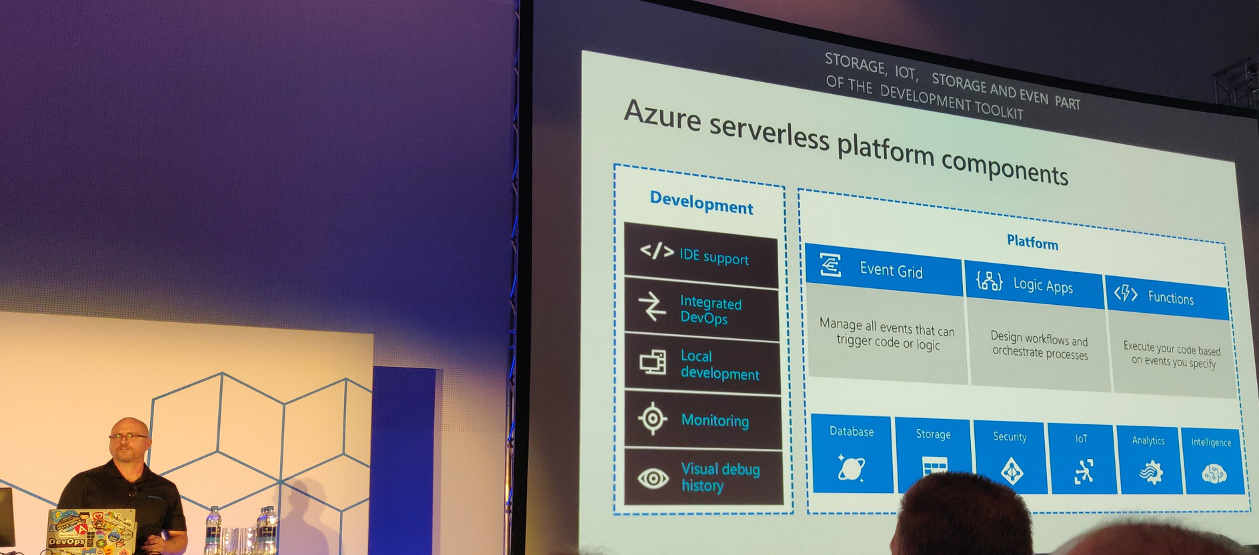 STORAGE, IOT, STORAGE AND EVEN PART
OF THE DEVELOPMENT TOOLKIT
Azure serverless platform components
Development
</> IDE support
Integrated
DevOps
Local
development
Monitoring
Visual debug
history
Platform
Event Grid
Manage all events that can
trigger code or logic
Logic Apps
Design workflows and
orchestrate processes
Functions
Execute your code based
on events you specify
Database
Storage
Security
IoT
Analytics
Intelligence
DevOps